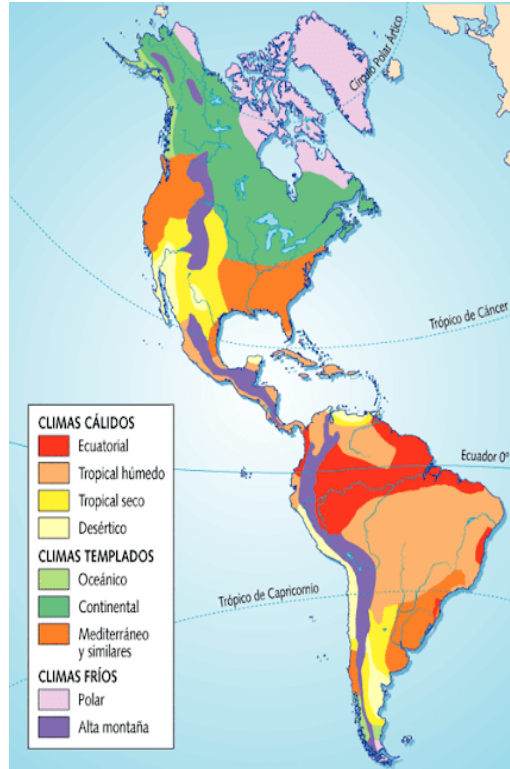 Círculo Polar Ártico
Trópico de Cáncer
CLIMAS CÁLIDOS
Ecuatorial
Tropical húmedo
Tropical seco
Desértico
CLIMAS TEMPLADOS
Oceánico
Continental
Mediterráneo
y similares
CLIMAS FRÍOS
Polar
Alta montaña
Ecuador 0º
Trópico de Capricornio